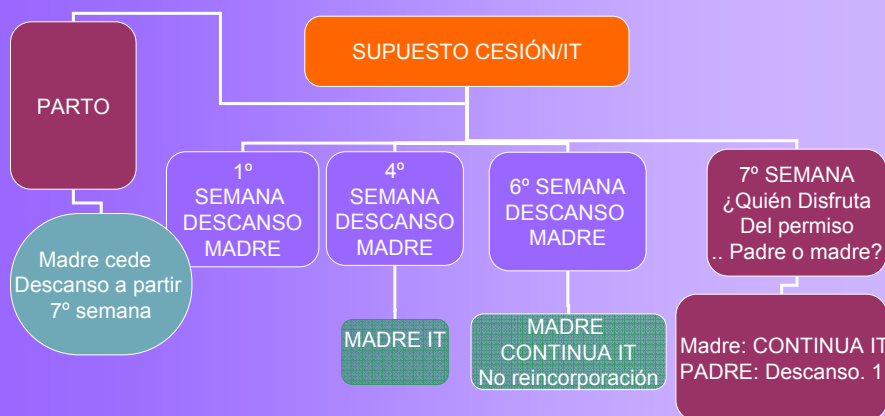 SUPUESTO CESIÓN/IT
PARTO
Madre cede
Descanso a partir
7º semana
1º
SEMANA
DESCANSO
MADRE
4º
SEMANA
DESCANSO
MADRE
6º SEMANA
DESCANSO
MADRE
7º SEMANA
¿Quién Disfruta
Del permiso
.. Padre o madre?
MADRE IT
MADRE
CONTINUA IT
No reincorporación
Madre: CONTINUA IT
PADRE: Descanso. 1